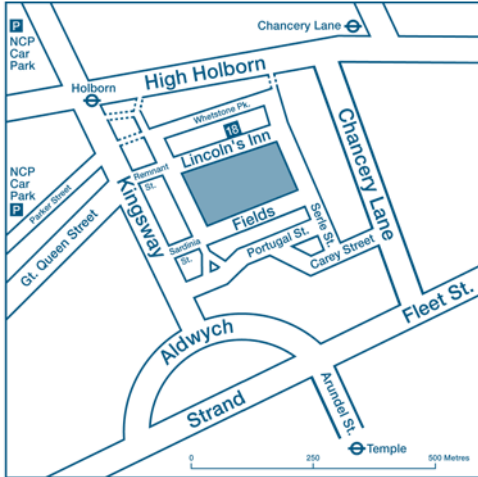 P
NCP
Car
Park
Chancery Lane
High Holborn
Holborn
Whetstone Pk.
18
Lincoln's Inn
Chancery Lane
NCP
Car
Park
P
Parker Street
Gt. Queen Street
Remnant
St.
Kingsway
Fields
Serle St.
Sardinia
St.
Portugal St.
Carey Street
Fleet St.
Aldwych
Strand
Arundel St.
Temple
0
250
500 Metres